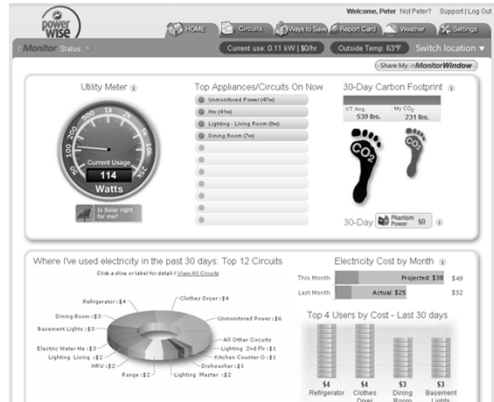 Welcome, Peter Not Peter? Support | Log Out
power
wise
HOME Circuits Ways to Save Report Card Weather Settings
eMonitor Status:
Current use: 0.11 kW | $0/hr Outside Temp: 63°F Switch location
Share My eMonitorWindow
Utility Meter
Current Usage
114
Watts
Is Solar right
for me?
Top Appliances/Circuits On Now
Unmonitored Power (47w)
Hrv (41w)
Lighting - Living Room (8w)
Dining Room (7w)
30-Day Carbon Footprint
VT Avg. My CO2
539 lbs. 231 lbs.
CO2
CO2
30-Day Phantom Power $0
Where I've used electricity in the past 30 days: Top 12 Circuits
Click a slice or label for detail / View All Circuits
Refrigerator : $4
Clothes Dryer : $4
Dining Room : $3
Unmonitored Power : $6
Basement Lights : $3
All Other Circuits
Electric Water He : $3
Lighting 2nd Flr : $1
Lighting Living : $2
Kitchen Counter O : $1
HRV : $2
Dishwasher : $1
Range : $2
Lighting Master : $2
Electricity Cost by Month
This Month Projected: $38 $49
Last Month Actual: $25 $32
Top 4 Users by Cost - Last 30 days
$4 $4 $3 $3
Refrigerator Clothes Dryer Dining Room Basement Lights